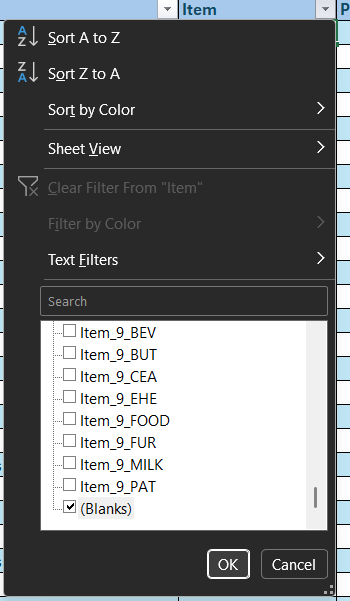 Item
P
Sort A to Z
Sort Z to A
Sort by Color
Sheet View
Clear Filter From "Item"
Filter by Color
Text Filters
Search
Item_9_BEV
Item_9_BUT
Item_9_CEA
Item_9_EHE
Item_9_FOOD
Item_9_FUR
Item_9_MILK
Item_9_PAT
(Blanks)
OK
Cancel